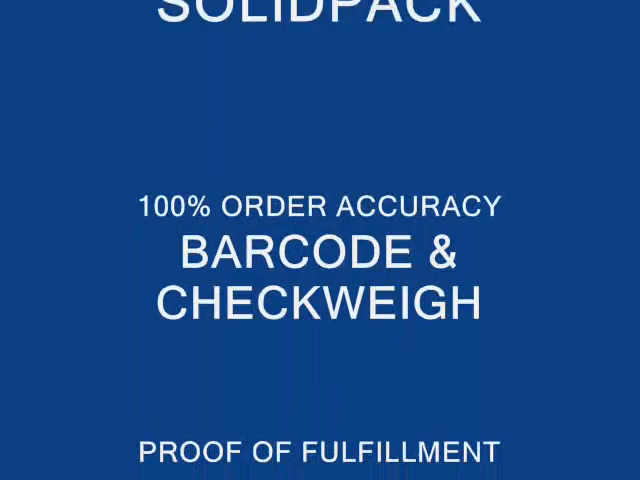 SOLIDPACK
100% ORDER ACCURACY
BARCODE &
CHECKWEIGH
PROOF OF FULFILLMENT